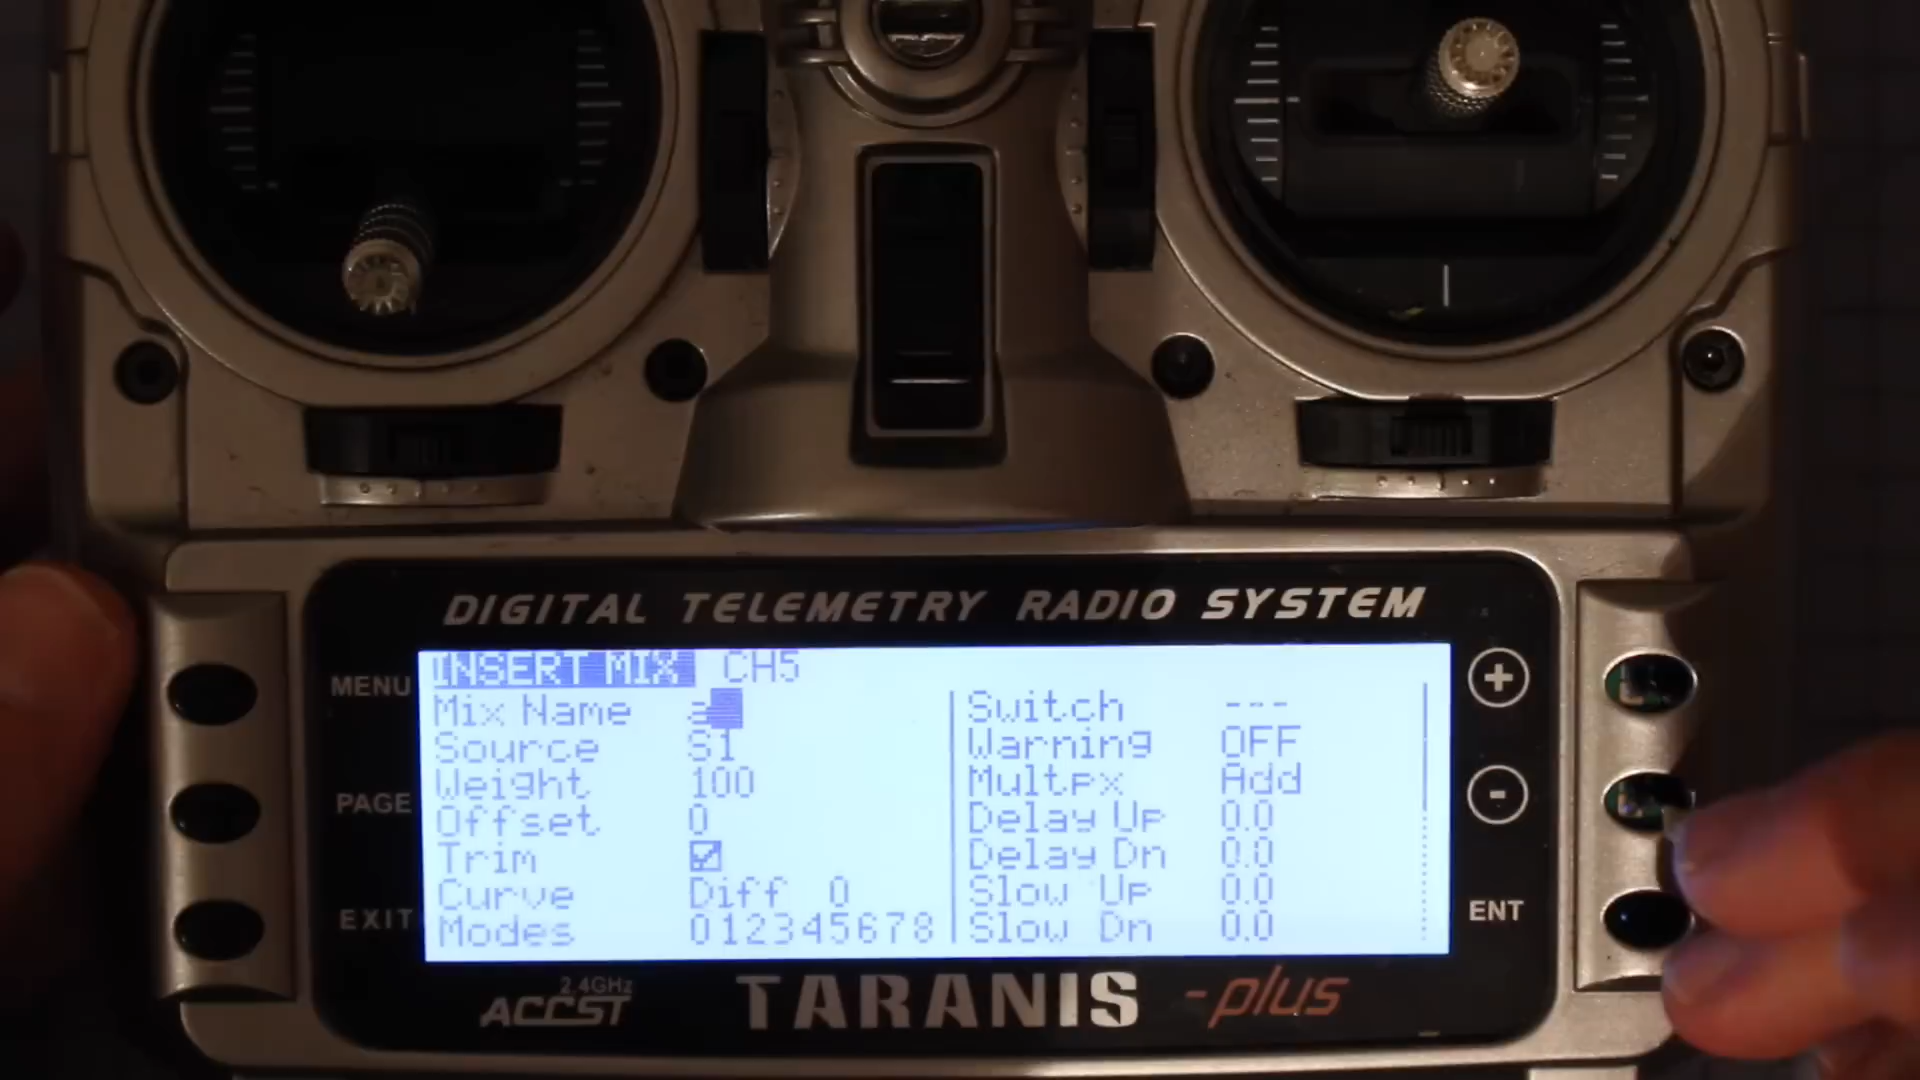 DIGITAL TELEMETRY RADIO SYSTEM
MENU
PAGE
EXIT
INSERT MIX CH5
Mix Name a
Source S1
Weight 100
Offset 0
Trim
Curve Diff 0
Modes 012345678
Switch ---
Warning OFF
Multpx Add
Delay Up 0.0
Delay Dn 0.0
Slow Up 0.0
Slow Dn 0.0
+
-
ENT
2.4GHz
ACCST
TARANIS -plus